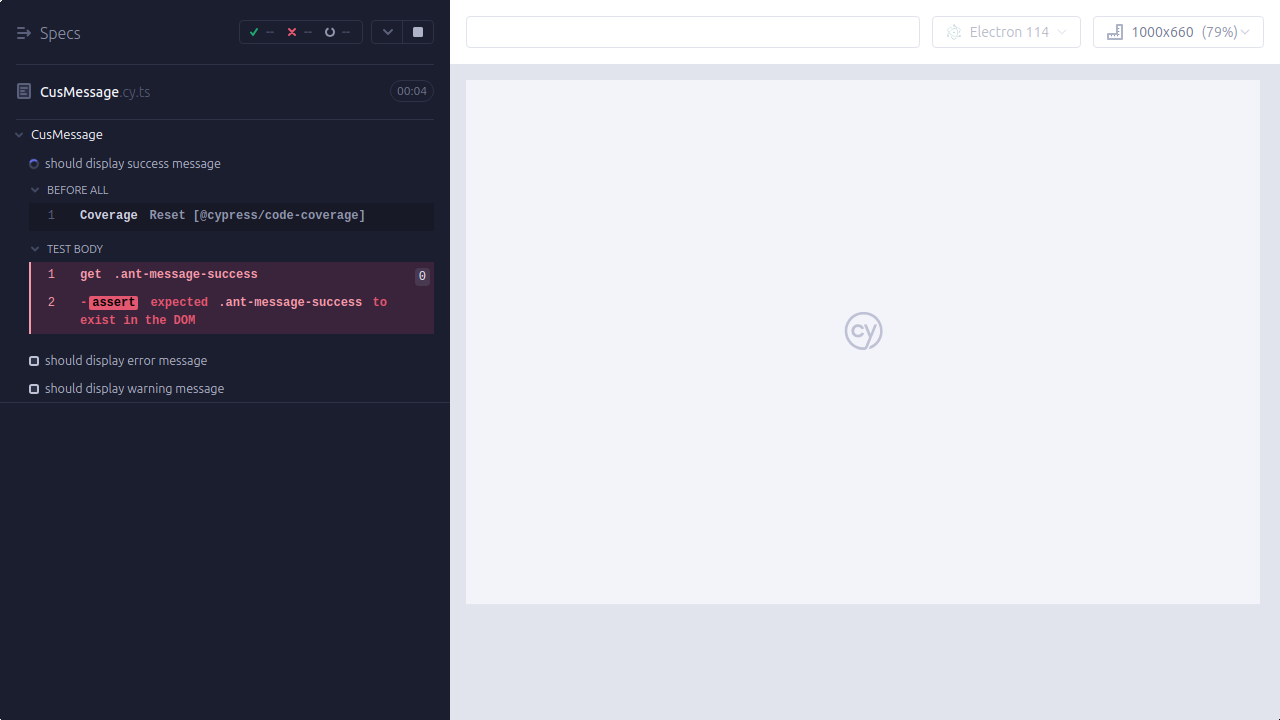 Specs
-- -- --
Electron 114
1000x660 (79%)
CusMessage.cy.ts
00:04
CusMessage
should display success message
BEFORE ALL
1 Coverage Reset [@cypress/code-coverage]
TEST BODY
1 get .ant-message-success 0
2 -assert expected .ant-message-success to
exist in the DOM
should display error message
should display warning message
cy